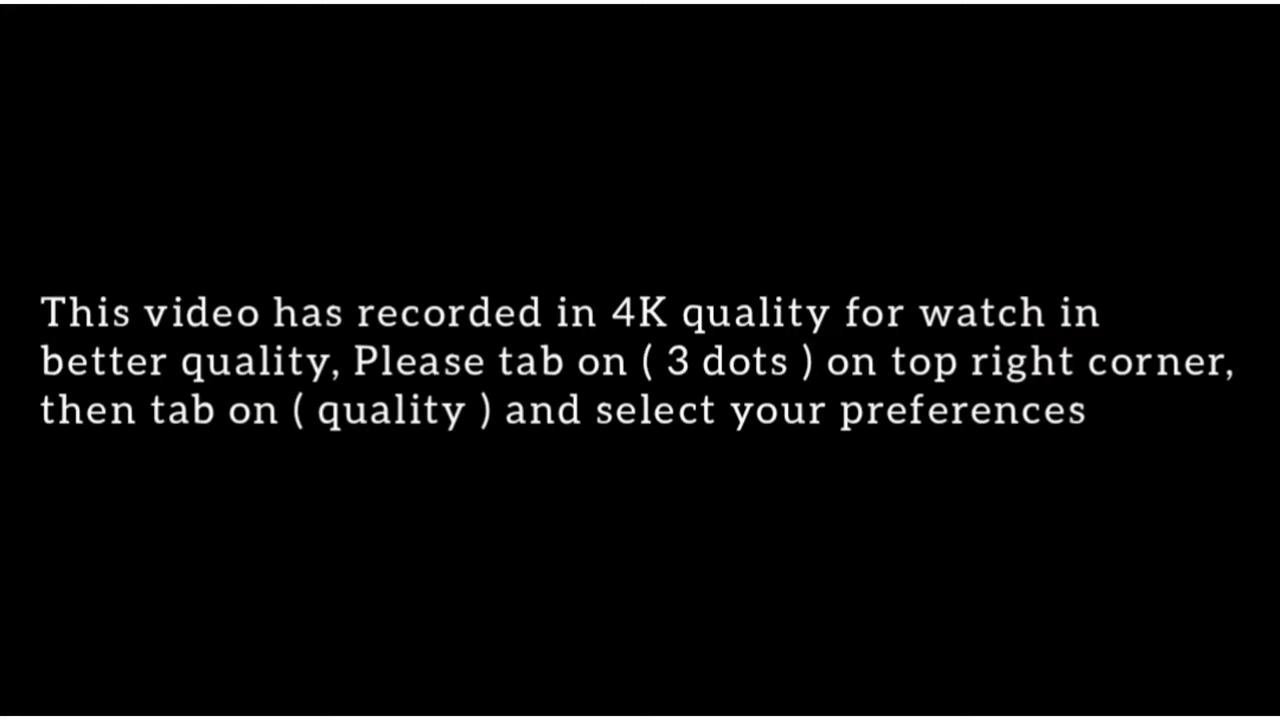 This video has recorded in 4K quality for watch in
better quality, Please tab on ( 3 dots ) on top right corner,
then tab on ( quality ) and select your preferences